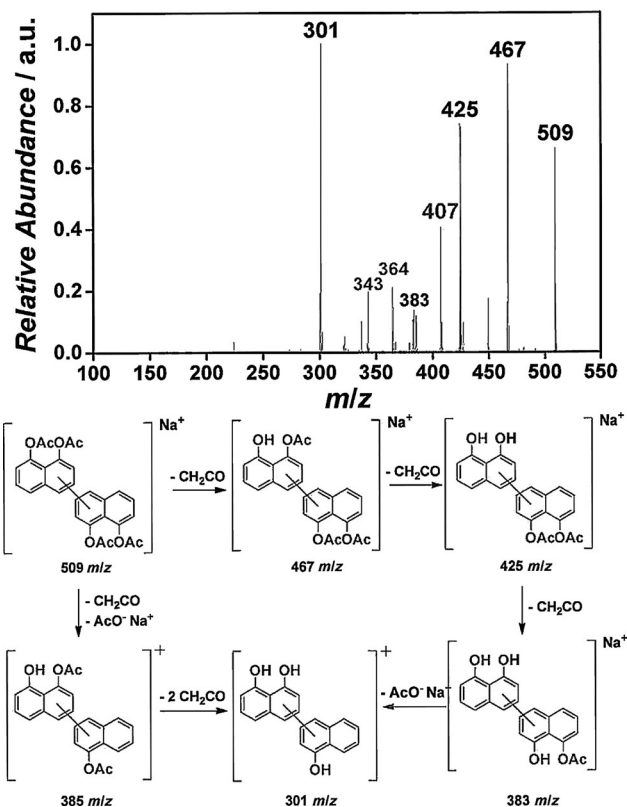 Relative Abundance / a.u.
1.0
0.8
0.6
0.4
0.2
0.0
301
343
364
383
407
425
467
509
100 150 200 250 300 350 400 450 500 550
m/z
Na+
Na+
Na+
OAcOAc
OH OAc
OH OH
- CH2CO
- CH2CO
OAcOAc
OAcOAc
OAcOAc
509 m/z
467 m/z
425 m/z
- CH2CO
- AcO- Na+
- CH2CO
+
+
Na+
OH OAc
OH OH
OH OH
- 2 CH2CO
- AcO- Na+
OAc
OH
OH OAc
385 m/z
301 m/z
383 m/z